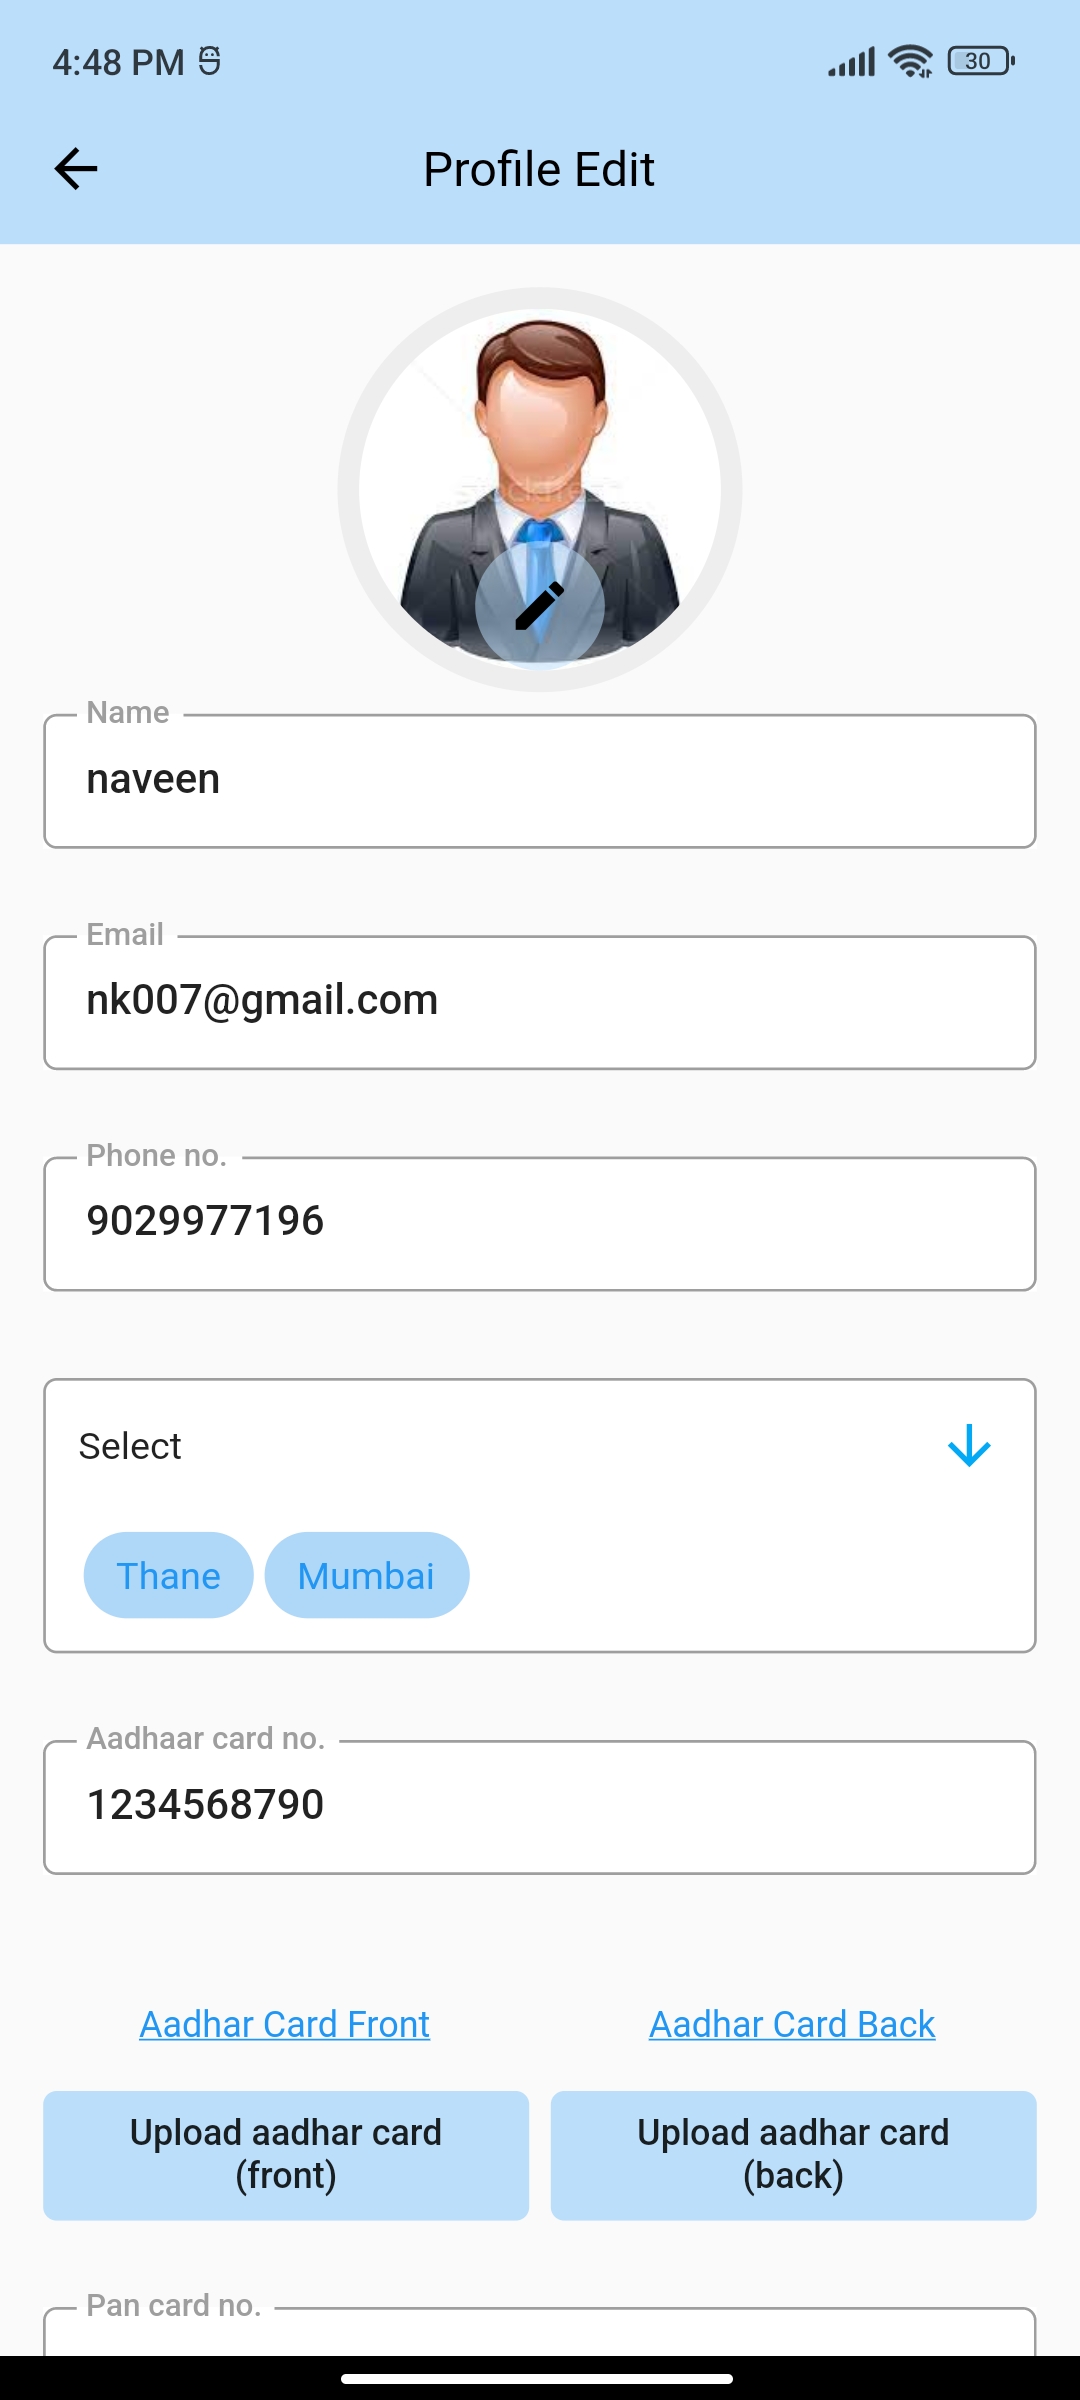 4:48 PM
30
Profile Edit
stockfresh
Name
naveen
Email
nk007@gmail.com
Phone no.
9029977196
Select
Thane Mumbai
Aadhaar card no.
1234568790
Aadhar Card Front Aadhar Card Back
Upload aadhar card
(front)
Upload aadhar card
(back)
Pan card no.